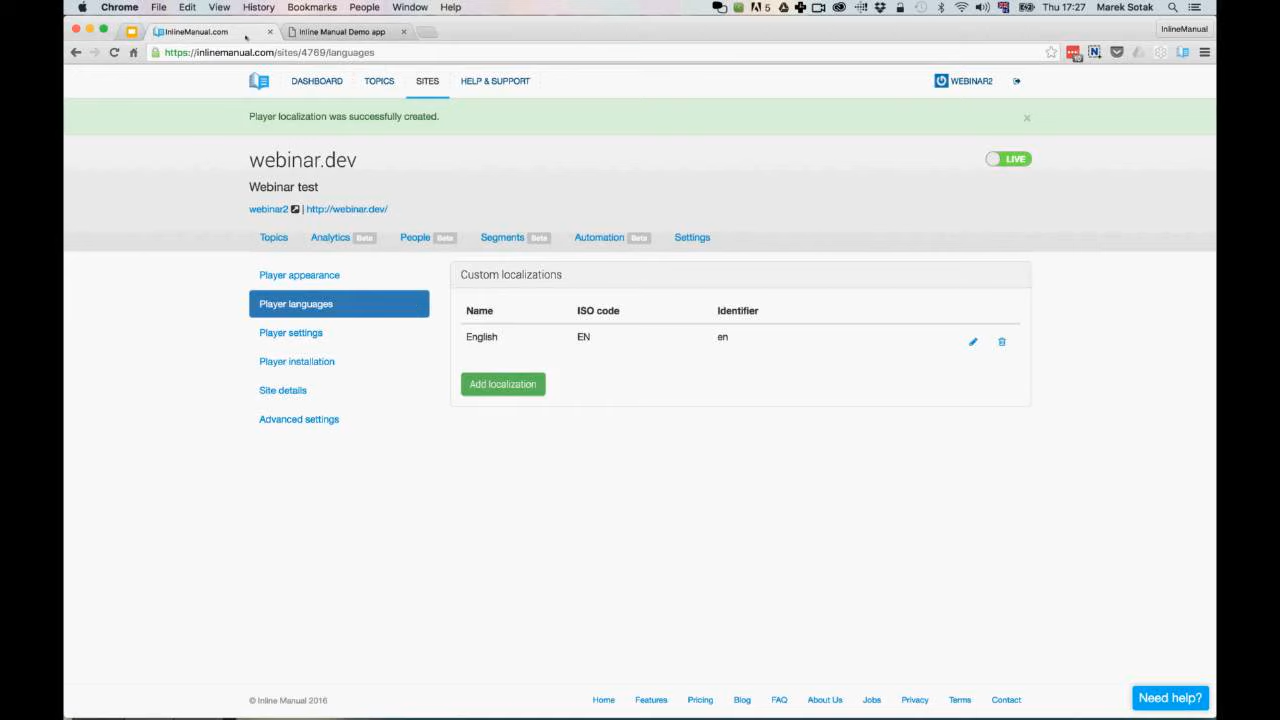 Chrome File Edit View History Bookmarks People Window Help 5 Thu 17:27 Marek Sotak
InlineManual.com Inline Manual Demo app InlineManual
https://inlinemanual.com/sites/4769/languages
DASHBOARD TOPICS SITES HELP & SUPPORT WEBINAR2
Player localization was successfully created. ×
webinar.dev LIVE
Webinar test
webinar2 | http://webinar.dev/
Topics Analytics Beta People Beta Segments Beta Automation Beta Settings
Player appearance
Player languages
Player settings
Player installation
Site details
Advanced settings
Custom localizations
Name ISO code Identifier
English EN en
Add localization
© Inline Manual 2016 Home Features Pricing Blog FAQ About Us Jobs Privacy Terms Contact
Need help?